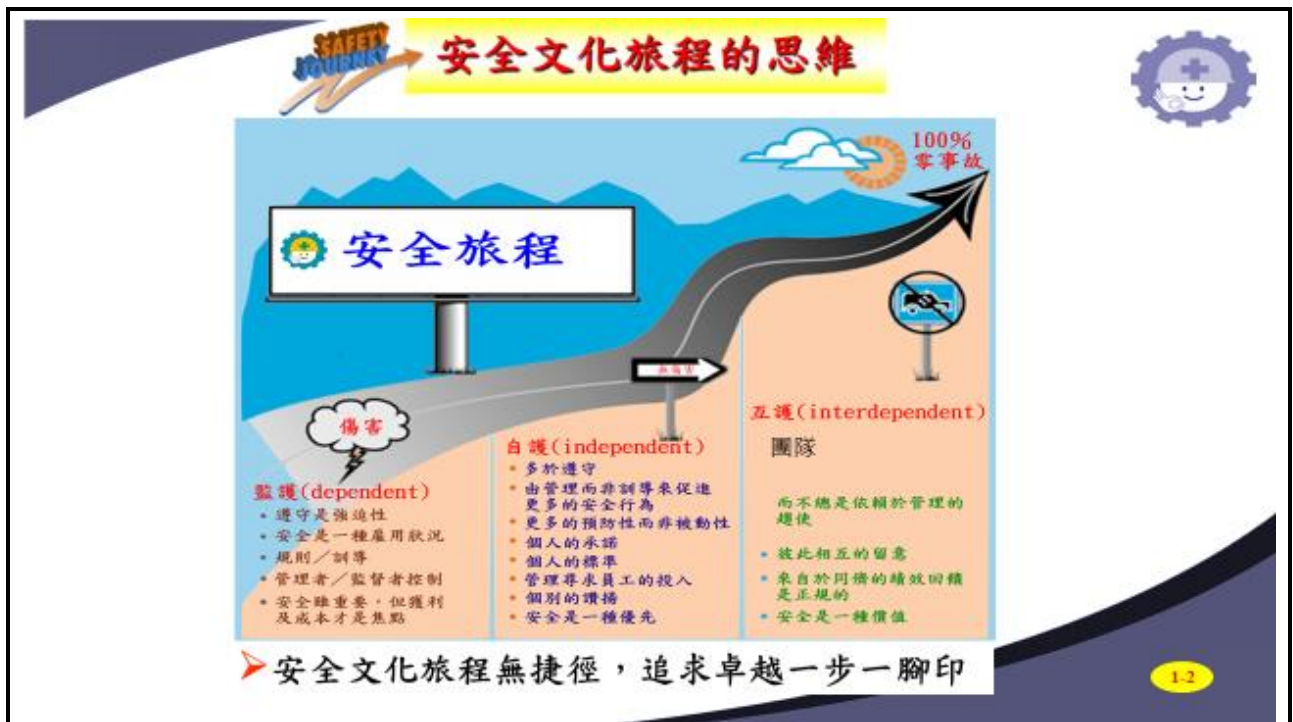 SAFETY
JOURNEY
安全文化旅程的思維
100%
零事故
安全旅程
無傷害
傷害
監護(dependent)
• 遵守是強迫性
• 安全是一種雇用狀況
• 規則／訓導
• 管理者／監督者控制
• 安全雖重要，但獲利
及成本才是焦點
自護(independent)
• 多於遵守
• 由管理而非訓導來促進
更多的安全行為
• 更多的預防性而非被動性
• 個人的承諾
• 個人的標準
• 管理尋求員工的投入
• 個別的讚揚
• 安全是一種優先
互護(interdependent)
團隊
而不總是依賴於管理的
趨使
• 彼此相互的留意
• 來自於同儕的績效回饋
是正規的
• 安全是一種價值
➢安全文化旅程無捷徑，追求卓越一步一腳印
1-2